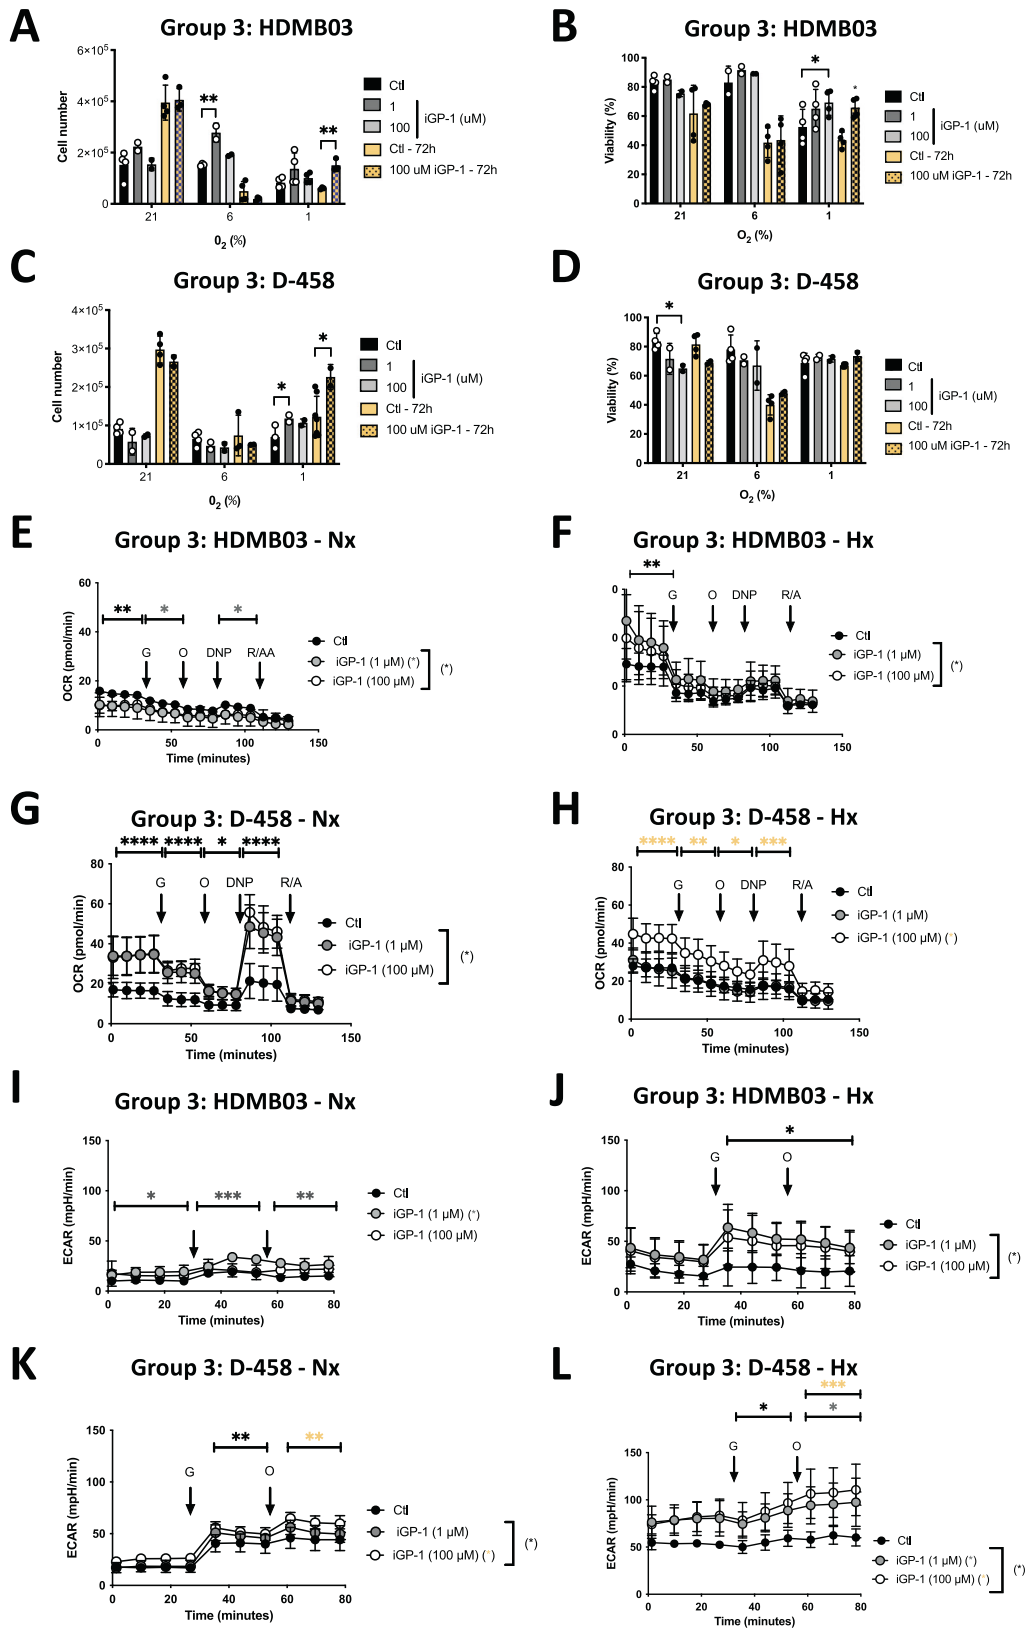 A
Group 3: HDMB03
6×10⁵
4×10⁵
2×10⁵
0
Cell number
**
**
21
6
1
0₂ (%)
Ctl
1
100
iGP-1 (uM)
Ctl - 72h
100 uM iGP-1 - 72h
B
Group 3: HDMB03
100
80
60
40
20
0
Viability (%)
*
*
21
6
1
O₂ (%)
Ctl
1
100
iGP-1 (uM)
Ctl - 72h
100 uM iGP-1 - 72h
C
Group 3: D-458
4×10⁵
3×10⁵
2×10⁵
1×10⁵
0
Cell number
*
*
21
6
1
0₂ (%)
Ctl
1
100
iGP-1 (uM)
Ctl - 72h
100 uM iGP-1 - 72h
D
Group 3: D-458
100
80
60
40
20
0
Viability (%)
*
21
6
1
O₂ (%)
Ctl
1
100
iGP-1 (uM)
Ctl - 72h
100 uM iGP-1 - 72h
E
Group 3: HDMB03 - Nx
60
40
20
0
OCR (pmol/min)
** * *
G O DNP R/AA
0 50 100 150
Time (minutes)
Ctl
iGP-1 (1 µM) (*)
iGP-1 (100 µM)
(*)
F
Group 3: HDMB03 - Hx
**
G O DNP R/A
0
0
0
0
0 50 100 150
Time (minutes)
Ctl
iGP-1 (1 µM)
iGP-1 (100 µM)
(*)
G
Group 3: D-458 - Nx
**** **** * ****
G O DNP R/A
80
60
40
20
0
OCR (pmol/min)
0 50 100 150
Time (minutes)
Ctl
iGP-1 (1 µM)
iGP-1 (100 µM)
(*)
H
Group 3: D-458 - Hx
**** ** * ***
G O DNP R/A
80
60
40
20
0
OCR (pmol/min)
0 50 100 150
Time (minutes)
Ctl
iGP-1 (1 µM)
iGP-1 (100 µM) (*)
I
Group 3: HDMB03 - Nx
150
100
50
0
ECAR (mpH/min)
* *** **
0 20 40 60 80
Time (minutes)
Ctl
iGP-1 (1 µM) (*)
iGP-1 (100 µM)
J
Group 3: HDMB03 - Hx
150
100
50
0
ECAR (mpH/min)
*
G O
0 20 40 60 80
Time (minutes)
Ctl
iGP-1 (1 µM)
iGP-1 (100 µM)
(*)
K
Group 3: D-458 - Nx
150
100
50
0
ECAR (mpH/min)
** **
G O
0 20 40 60 80
Time (minutes)
Ctl
iGP-1 (1 µM)
iGP-1 (100 µM) (*)
(*)
L
Group 3: D-458 - Hx
***
* *
G O
150
100
50
0
ECAR (mpH/min)
0 20 40 60 80
Time (minutes)
Ctl
iGP-1 (1 µM) (*)
iGP-1 (100 µM) (*)
(*)